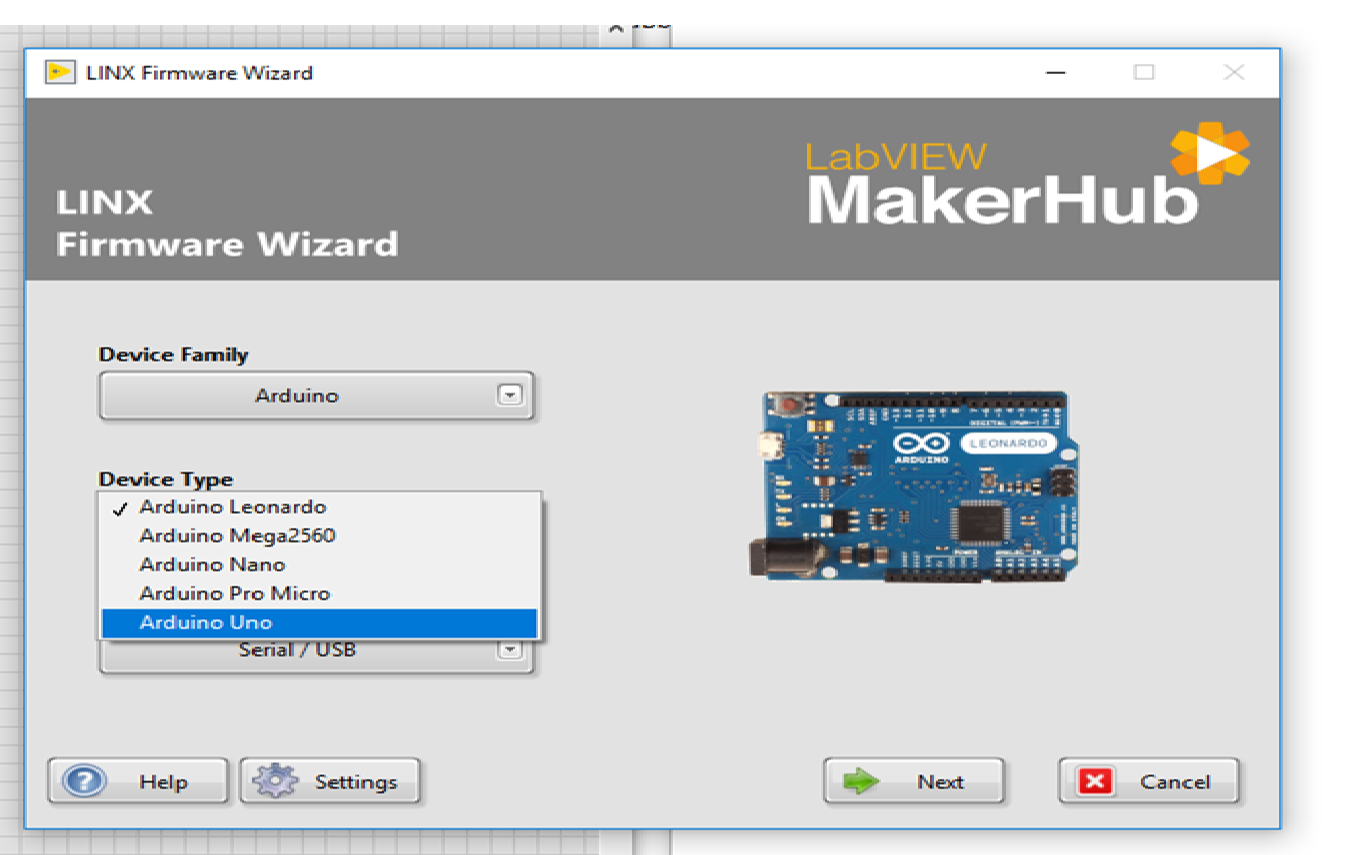 LINX Firmware Wizard
LabVIEW
MakerHub
LINX
Firmware Wizard
Device Family
Arduino
Device Type
✓ Arduino Leonardo
Arduino Mega2560
Arduino Nano
Arduino Pro Micro
Arduino Uno
Serial / USB
ARDUINO
LEONARDO
Help
Settings
Next
Cancel